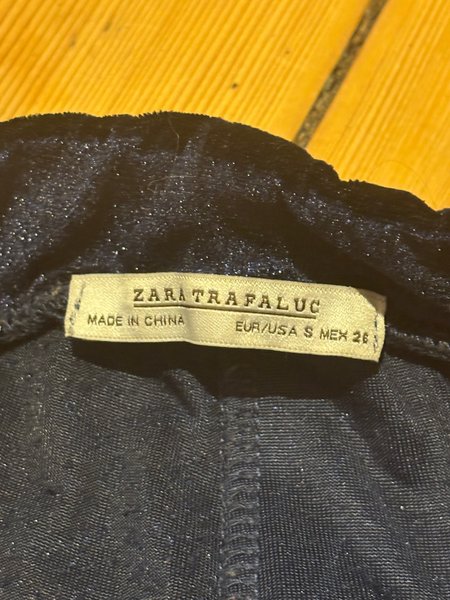 ZARA TRAFALUC
MADE IN CHINA EUR/USA S MEX 26